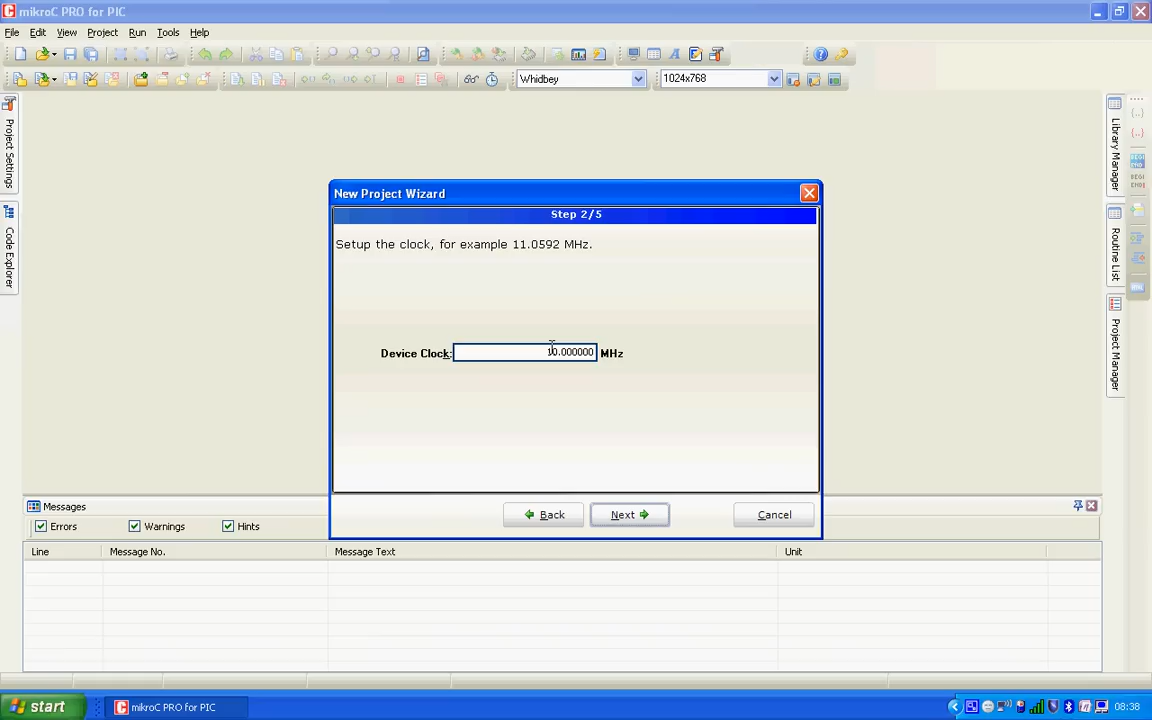 mikroC PRO for PIC
File Edit View Project Run Tools Help
Whidbey 1024x768
Project Settings
Code Explorer
Library Manager
Routine List
Project Manager
New Project Wizard
Step 2/5
Setup the clock, for example 11.0592 MHz.
Device Clock: 10.000000 MHz
Back Next Cancel
Messages
Errors Warnings Hints
Line Message No. Message Text Unit
start mikroC PRO for PIC 08:38